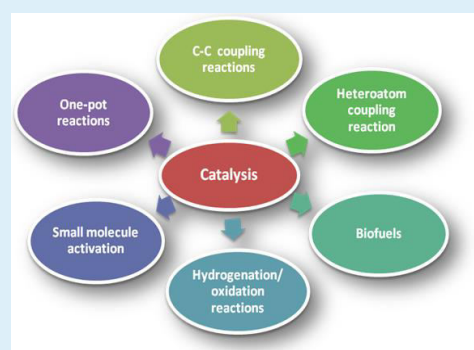 C-C coupling
reactions
One-pot
reactions
Heteroatom
coupling
reaction
Catalysis
Small molecule
activation
Biofuels
Hydrogenation/
oxidation
reactions